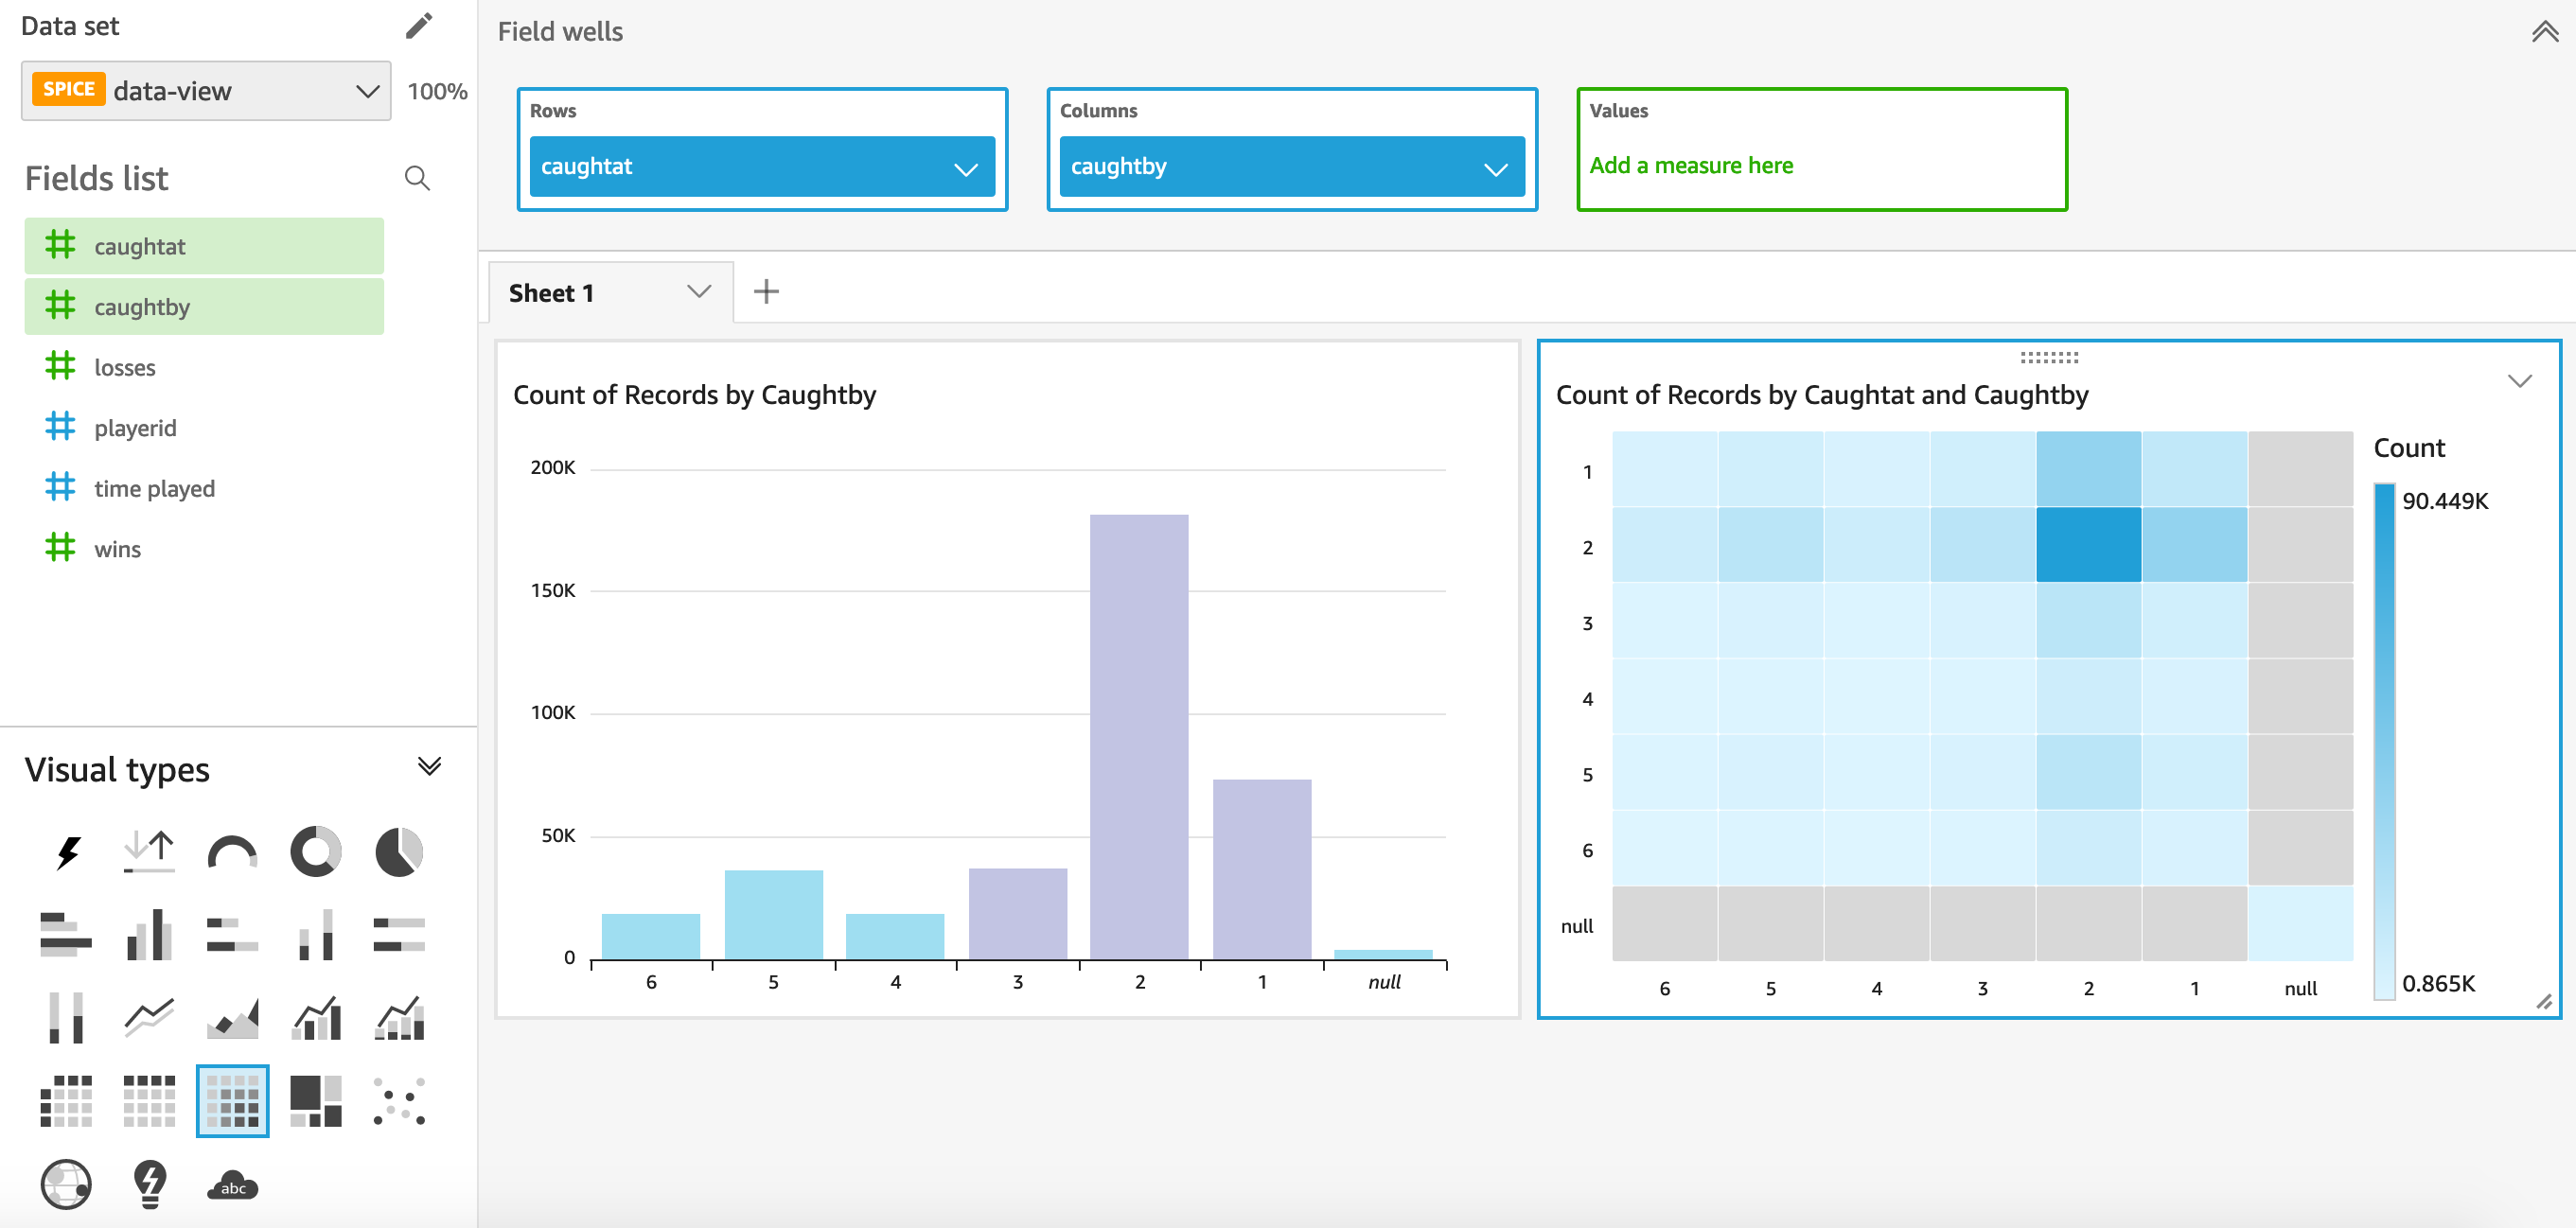 Data set
SPICE data-view
100%
Fields list
caughtat
caughtby
losses
playerid
time played
wins
Visual types
abc
Field wells
Rows
caughtat
Columns
caughtby
Values
Add a measure here
Sheet 1
Count of Records by Caughtby
200K
150K
100K
50K
0
6 5 4 3 2 1 null
Count of Records by Caughtat and Caughtby
1
2
3
4
5
6
null
6 5 4 3 2 1 null
Count
90.449K
0.865K